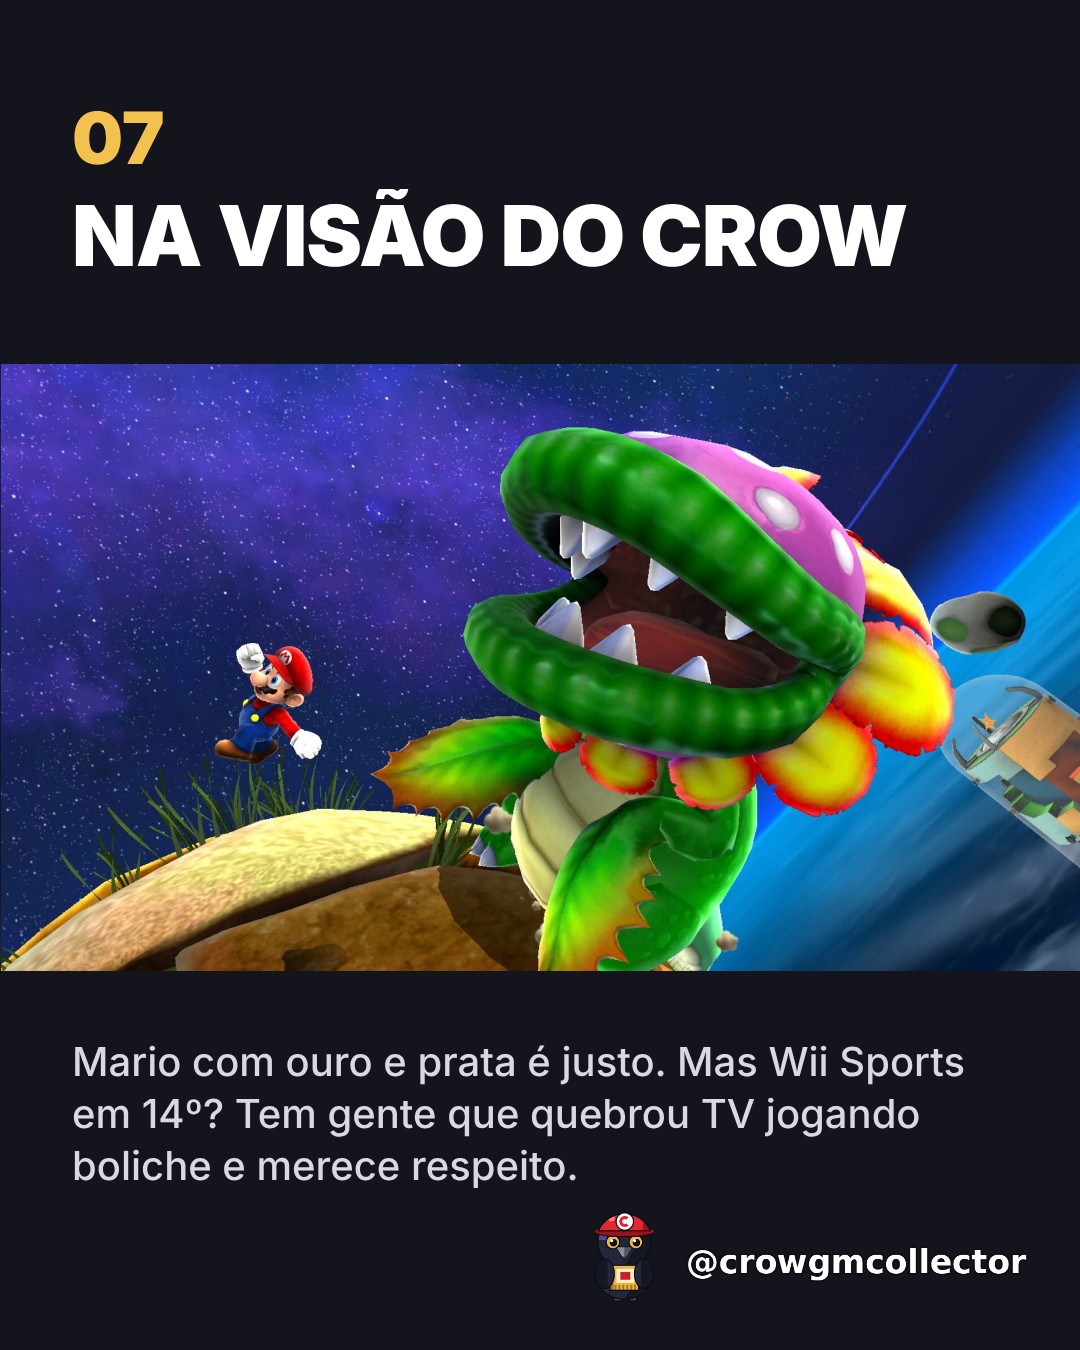 07
NA VISÃO DO CROW
Mario com ouro e prata é justo. Mas Wii Sports
em 14º? Tem gente que quebrou TV jogando
boliche e merece respeito.
C
@crowgmcollector